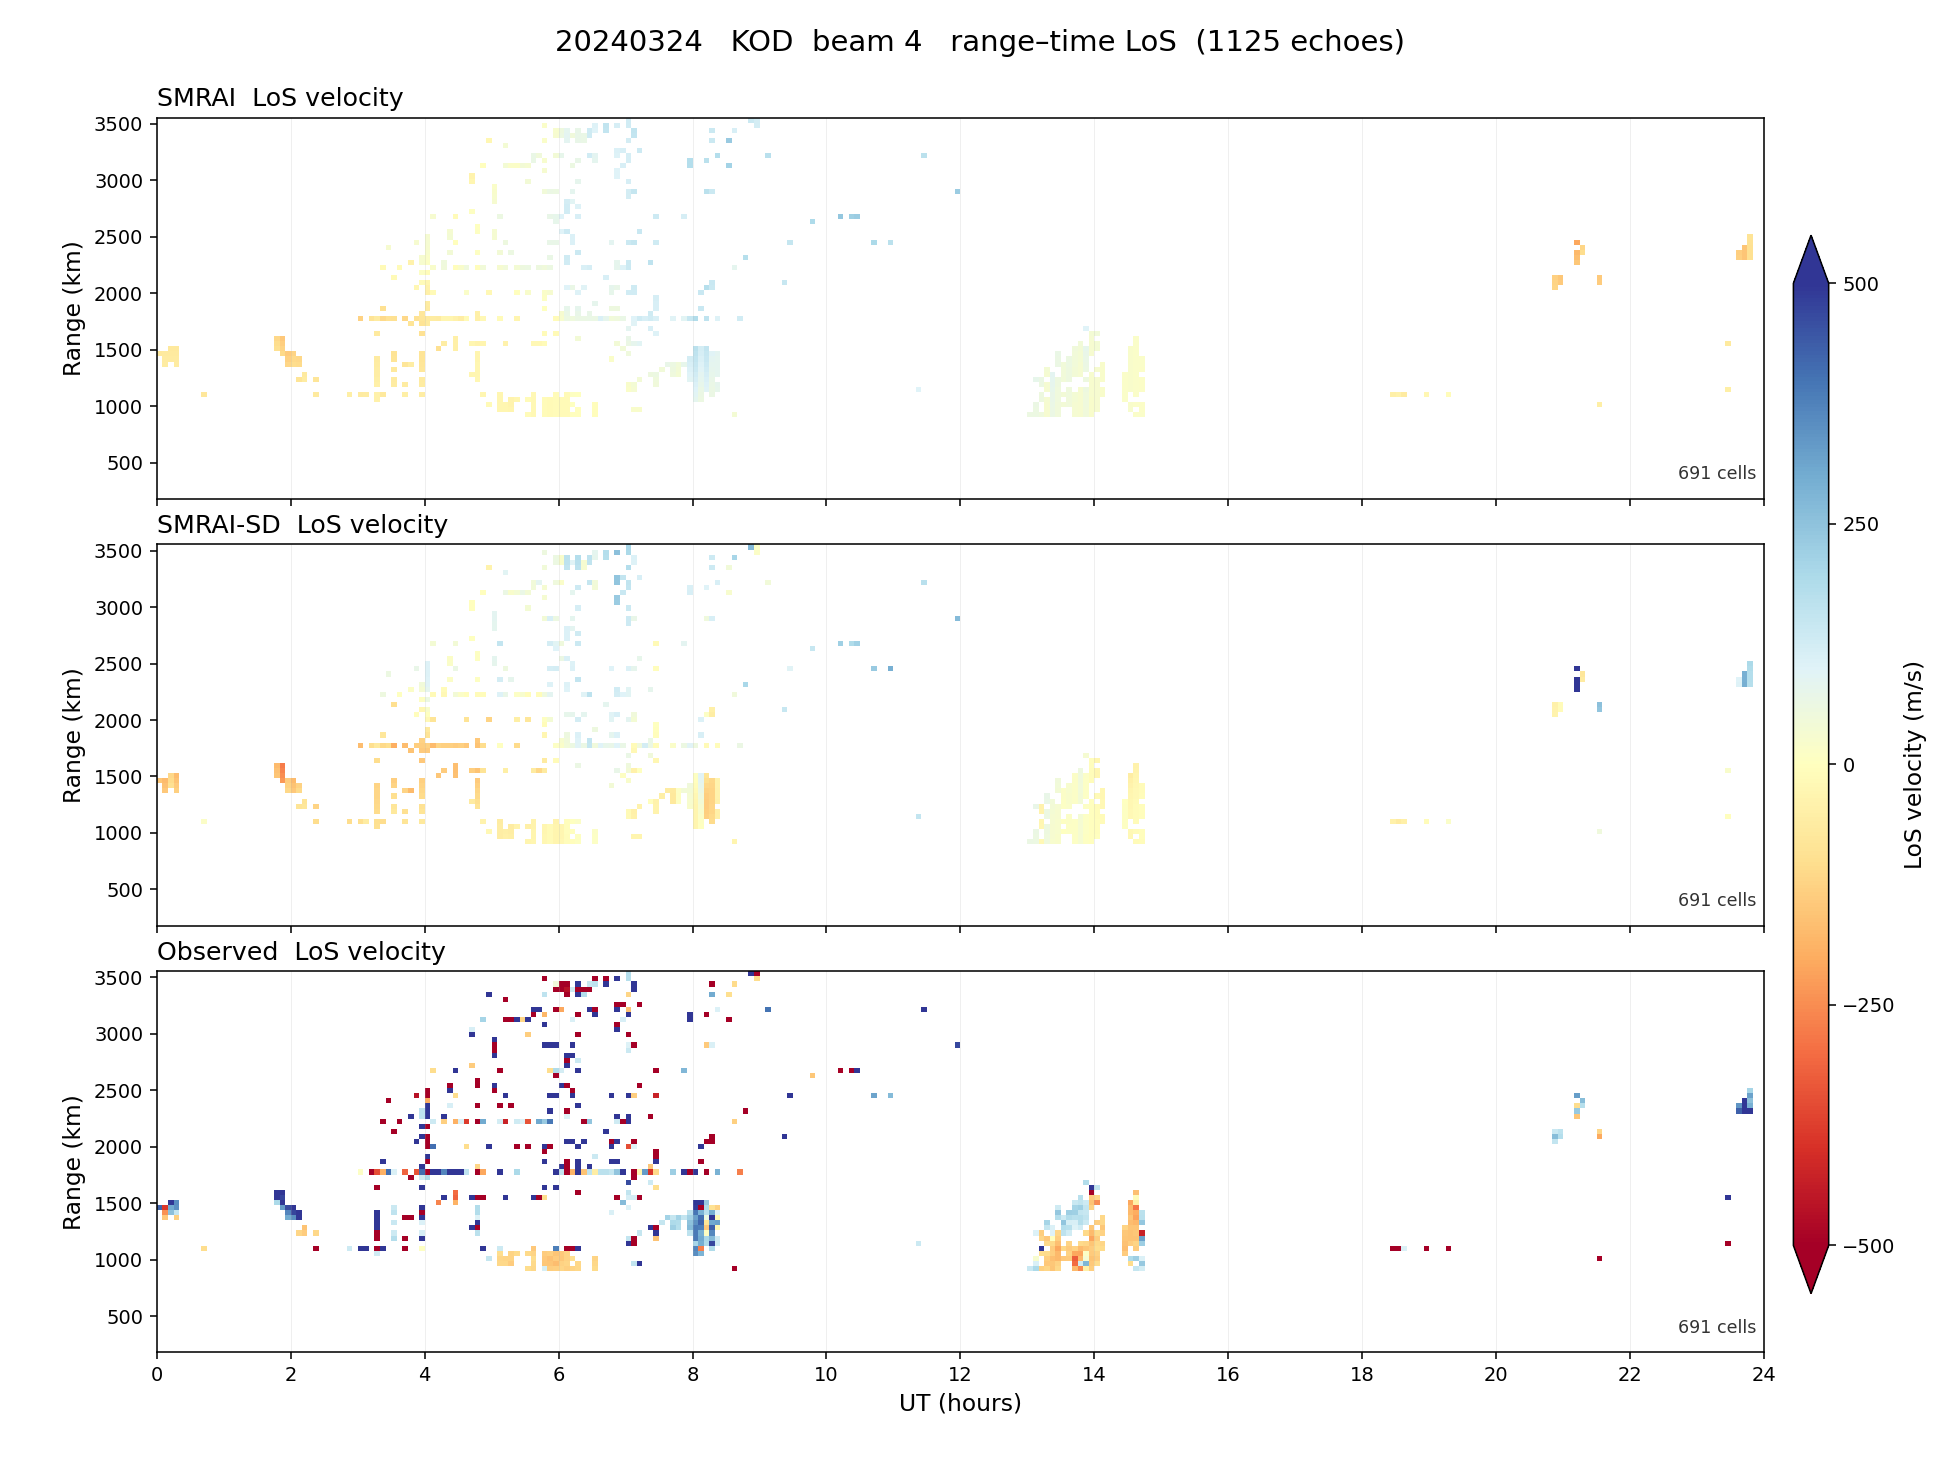 20240324   KOD  beam 4   range–time LoS  (1125 echoes)
SMRAI  LoS velocity
3500
3000
2500
2000
1500
1000
500
Range (km)
691 cells
SMRAI-SD  LoS velocity
3500
3000
2500
2000
1500
1000
500
Range (km)
691 cells
Observed  LoS velocity
3500
3000
2500
2000
1500
1000
500
Range (km)
691 cells
0 2 4 6 8 10 12 14 16 18 20 22 24
UT (hours)
500
250
0
−250
−500
LoS velocity (m/s)